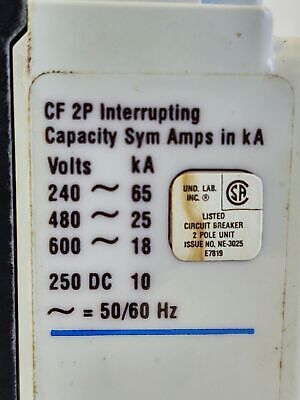 CF 2P Interrupting
Capacity Sym Amps in kA
Volts kA
240 ~ 65
480 ~ 25
600 ~ 18
250 DC 10
~ = 50/60 Hz
UND. LAB.
INC. ®
SA
LISTED
CIRCUIT BREAKER
2 POLE UNIT
ISSUE NO. NE-3025
E7819